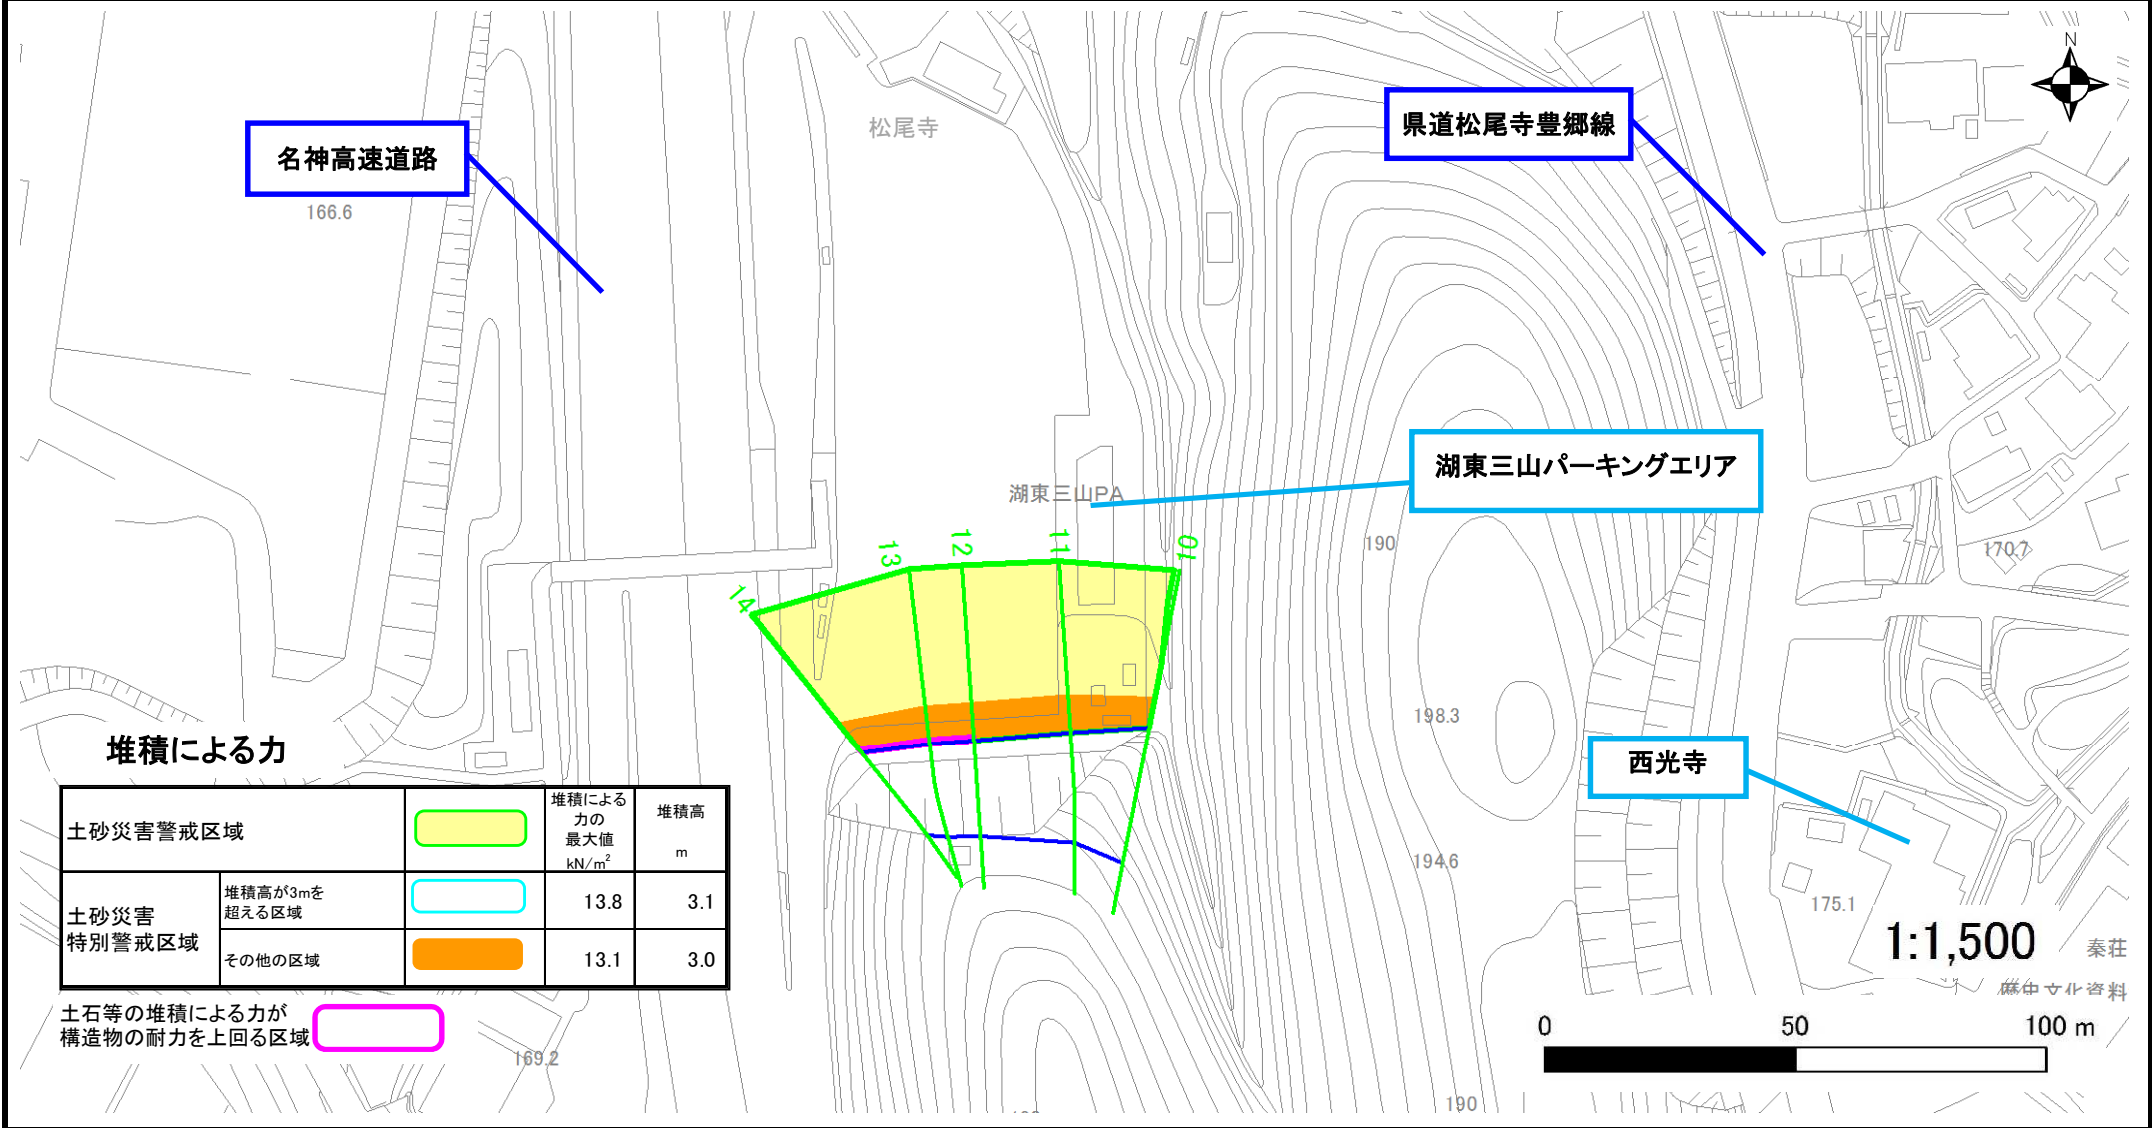 N
名神高速道路
県道松尾寺豊郷線
松尾寺
166.6
湖東三山パーキングエリア
湖東三山PA
190
170.7
10
11
12
13
14
198.3
西光寺
194.6
175.1
堆積による力
堆積による
力の
最大値
kN/m²
堆積高
m
土砂災害警戒区域
土砂災害
特別警戒区域
堆積高が3mを
超える区域
13.8
3.1
その他の区域
13.1
3.0
土石等の堆積による力が
構造物の耐力を上回る区域
169.2
1:1,500
秦荘
歴史文化資料
0
50
100 m
190